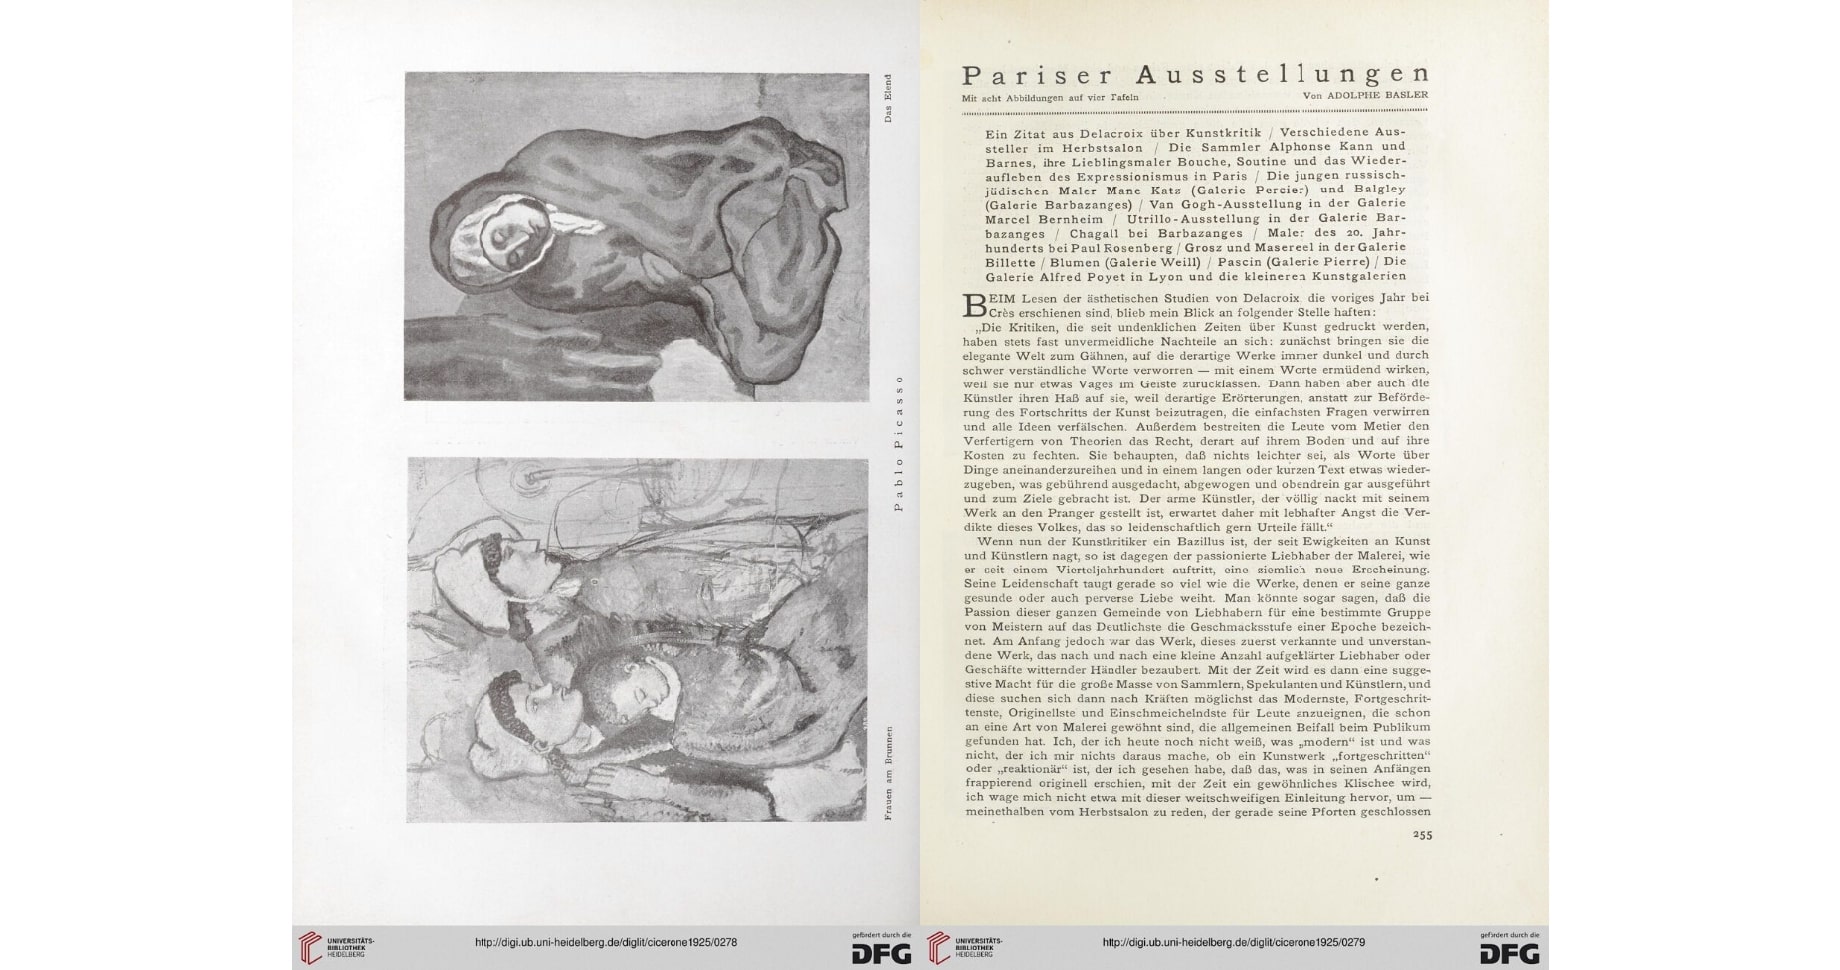 Das Elend
Pablo Picasso
Frauen am Brunnen
UNIVERSITÄTS-
BIBLIOTHEK
HEIDELBERG
http://digi.ub.uni-heidelberg.de/diglit/cicerone1925/0278
gefördert durch die
DFG
Pariser Ausstellungen
Mit acht Abbildungen auf vier Tafeln
Von ADOLPHE BASLER
Ein Zitat aus Delacroix über Kunstkritik / Verschiedene Aus-
steller im Herbstsalon / Die Sammler Alphonse Kann und
Barnes, ihre Lieblingsmaler Bouche, Soutine und das Wieder-
aufleben des Expressionismus in Paris / Die jungen russisch-
jüdischen Maler Mane Katz (Galerie Percier) und Balgley
(Galerie Barbazanges) / Van Gogh-Ausstellung in der Galerie
Marcel Bernheim / Utrillo-Ausstellung in der Galerie Bar-
bazanges / Chagall bei Barbazanges / Maler des 20. Jahr-
hunderts bei Paul Rosenberg / Grosz und Masereel in der Galerie
Billette / Blumen (Galerie Weill) / Pascin (Galerie Pierre) / Die
Galerie Alfred Poyet in Lyon und die kleineren Kunstgalerien
BEIM Lesen der ästhetischen Studien von Delacroix, die voriges Jahr bei
Crès erschienen sind, blieb mein Blick an folgender Stelle haften:
„Die Kritiken, die seit undenklichen Zeiten über Kunst gedruckt werden,
haben stets fast unvermeidliche Nachteile an sich: zunächst bringen sie die
elegante Welt zum Gähnen, auf die derartige Werke immer dunkel und durch
schwer verständliche Worte verworren — mit einem Worte ermüdend wirken,
weil sie nur etwas Vages im Geiste zurücklassen. Dann haben aber auch die
Künstler ihren Haß auf sie, weil derartige Erörterungen, anstatt zur Beförde-
rung des Fortschritts der Kunst beizutragen, die einfachsten Fragen verwirren
und alle Ideen verfälschen. Außerdem bestreiten die Leute vom Metier den
Verfertigern von Theorien das Recht, derart auf ihrem Boden und auf ihre
Kosten zu fechten. Sie behaupten, daß nichts leichter sei, als Worte über
Dinge aneinanderzureihen und in einem langen oder kurzen Text etwas wieder-
zugeben, was gebührend ausgedacht, abgewogen und obendrein gar ausgeführt
und zum Ziele gebracht ist. Der arme Künstler, der völlig nackt mit seinem
Werk an den Pranger gestellt ist, erwartet daher mit lebhafter Angst die Ver-
dikte dieses Volkes, das so leidenschaftlich gern Urteile fällt.“
Wenn nun der Kunstkritiker ein Bazillus ist, der seit Ewigkeiten an Kunst
und Künstlern nagt, so ist dagegen der passionierte Liebhaber der Malerei, wie
er seit einem Vierteljahrhundert auftritt, eine ziemlich neue Erscheinung.
Seine Leidenschaft taugt gerade so viel wie die Werke, denen er seine ganze
gesunde oder auch perverse Liebe weiht. Man könnte sogar sagen, daß die
Passion dieser ganzen Gemeinde von Liebhabern für eine bestimmte Gruppe
von Meistern auf das Deutlichste die Geschmacksstufe einer Epoche bezeich-
net. Am Anfang jedoch war das Werk, dieses zuerst verkannte und unverstan-
dene Werk, das nach und nach eine kleine Anzahl aufgeklärter Liebhaber oder
Geschäfte witternder Händler bezaubert. Mit der Zeit wird es dann eine sugge-
stive Macht für die große Masse von Sammlern, Spekulanten und Künstlern, und
diese suchen sich dann nach Kräften möglichst das Modernste, Fortgeschrit-
tenste, Originellste und Einschmeichelndste für Leute anzueignen, die schon
an eine Art von Malerei gewöhnt sind, die allgemeinen Beifall beim Publikum
gefunden hat. Ich, der ich heute noch nicht weiß, was „modern“ ist und was
nicht, der ich mir nichts daraus mache, ob ein Kunstwerk „fortgeschritten“
oder „reaktionär“ ist, der ich gesehen habe, daß das, was in seinen Anfängen
frappierend originell erschien, mit der Zeit ein gewöhnliches Klischee wird,
ich wage mich nicht etwa mit dieser weitschweifigen Einleitung hervor, um —
meinethalben vom Herbstsalon zu reden, der gerade seine Pforten geschlossen
255
UNIVERSITÄTS-
BIBLIOTHEK
HEIDELBERG
http://digi.ub.uni-heidelberg.de/diglit/cicerone1925/0279
gefördert durch die
DFG